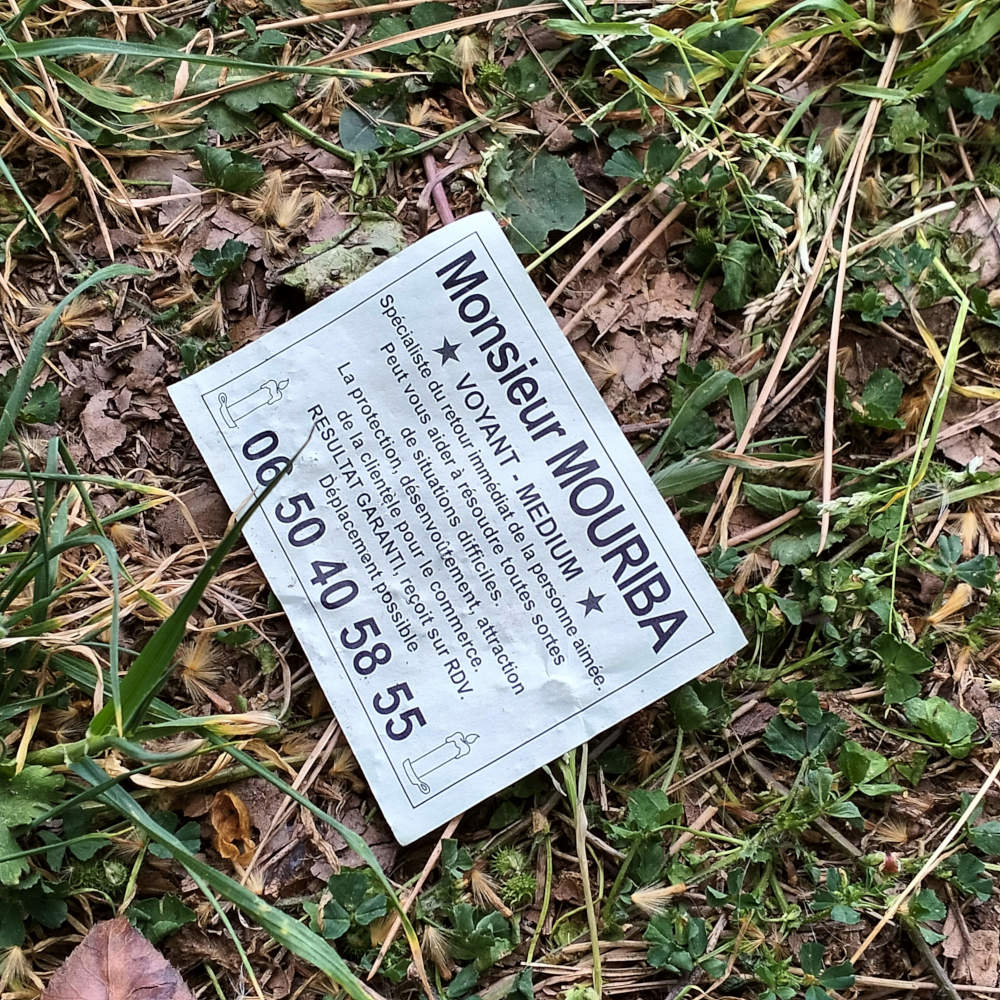 Monsieur MOURIBA
★ VOYANT - MEDIUM ★
Spécialiste du retour immédiat de la personne aimée.
Peut vous aider à résoudre toutes sortes
de situations difficiles.
La protection, désenvoûtement, attraction
de la clientèle pour le commerce.
RESULTAT GARANTI, reçoit sur RDV.
Déplacement possible
06 50 40 58 55